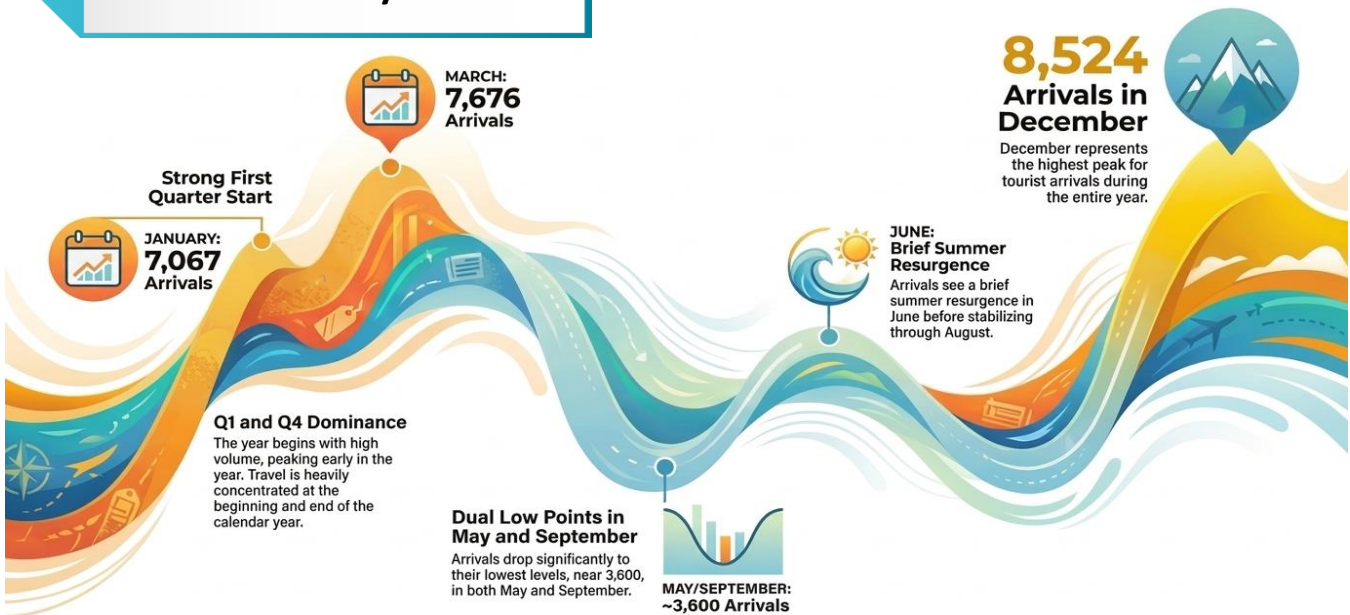 MARCH:
7,676
Arrivals
8,524
Arrivals in
December
December represents
the highest peak for
tourist arrivals during
the entire year.
Strong First
Quarter Start
JANUARY:
7,067
Arrivals
JUNE:
Brief Summer
Resurgence
Arrivals see a brief
summer resurgence in
June before stabilizing
through August.
Q1 and Q4 Dominance
The year begins with high
volume, peaking early in the
year. Travel is heavily
concentrated at the
beginning and end of the
calendar year.
Dual Low Points in
May and September
Arrivals drop significantly to
their lowest levels, near 3,600,
in both May and September.
MAY/SEPTEMBER:
~3,600 Arrivals